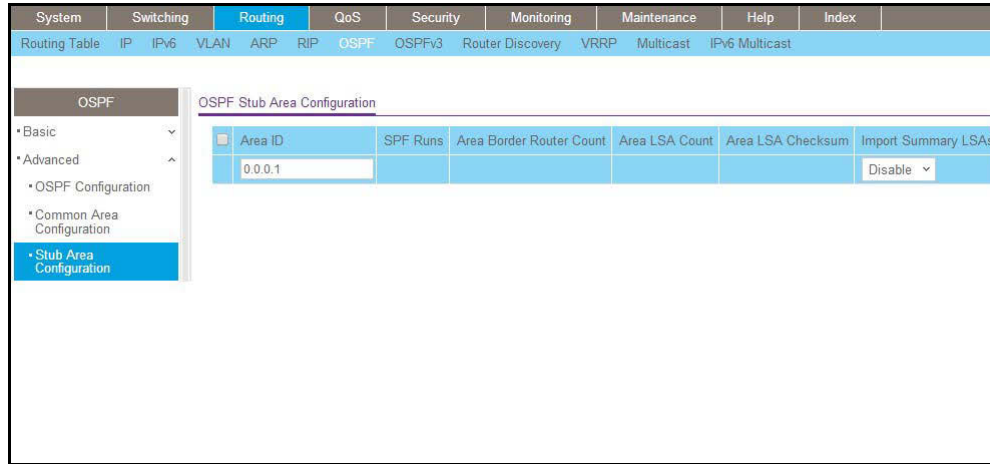 System Switching Routing QoS Security Monitoring Maintenance Help Index
Routing Table IP IPv6 VLAN ARP RIP OSPF OSPFv3 Router Discovery VRRP Multicast IPv6 Multicast
OSPF
OSPF Stub Area Configuration
Basic
Advanced
OSPF Configuration
Common Area
Configuration
Stub Area
Configuration
Area ID SPF Runs Area Border Router Count Area LSA Count Area LSA Checksum Import Summary LSAs
0.0.0.1 Disable